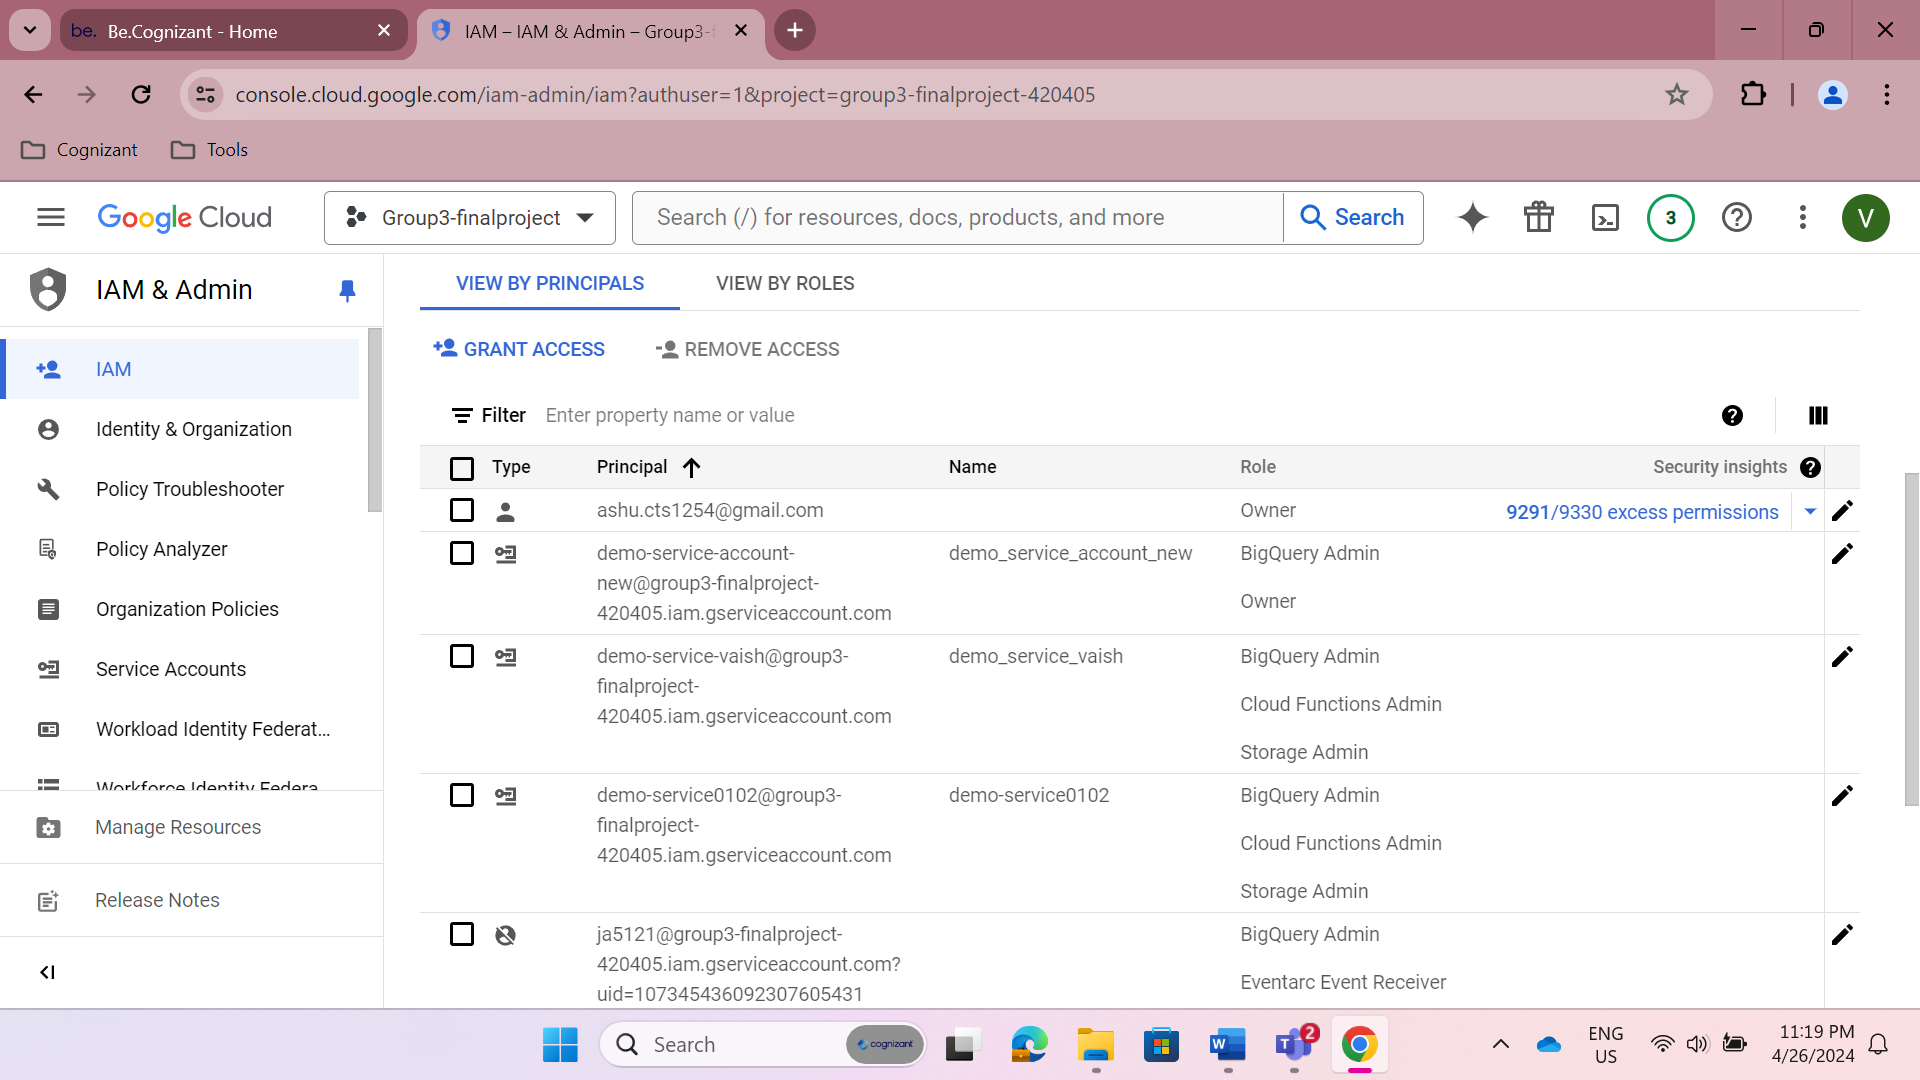 be. Be.Cognizant - Home
IAM – IAM & Admin – Group3-f
console.cloud.google.com/iam-admin/iam?authuser=1&project=group3-finalproject-420405
Cognizant
Tools
Google Cloud
Group3-finalproject
Search (/) for resources, docs, products, and more
Search
3
V
IAM & Admin
IAM
Identity & Organization
Policy Troubleshooter
Policy Analyzer
Organization Policies
Service Accounts
Workload Identity Federat...
Workforce Identity Federa
Manage Resources
Release Notes
VIEW BY PRINCIPALS
VIEW BY ROLES
GRANT ACCESS
REMOVE ACCESS
Filter Enter property name or value
Type Principal Name Role Security insights
ashu.cts1254@gmail.com Owner 9291/9330 excess permissions
demo-service-account- demo_service_account_new BigQuery Admin
new@group3-finalproject-
420405.iam.gserviceaccount.com
Owner
demo-service-vaish@group3- demo_service_vaish BigQuery Admin
finalproject-
420405.iam.gserviceaccount.com
Cloud Functions Admin
Storage Admin
demo-service0102@group3- demo-service0102 BigQuery Admin
finalproject-
420405.iam.gserviceaccount.com
Cloud Functions Admin
Storage Admin
ja5121@group3-finalproject- BigQuery Admin
420405.iam.gserviceaccount.com?
uid=107345436092307605431
Eventarc Event Receiver
Search
cognizant
W
T
2
ENG
US
11:19 PM
4/26/2024